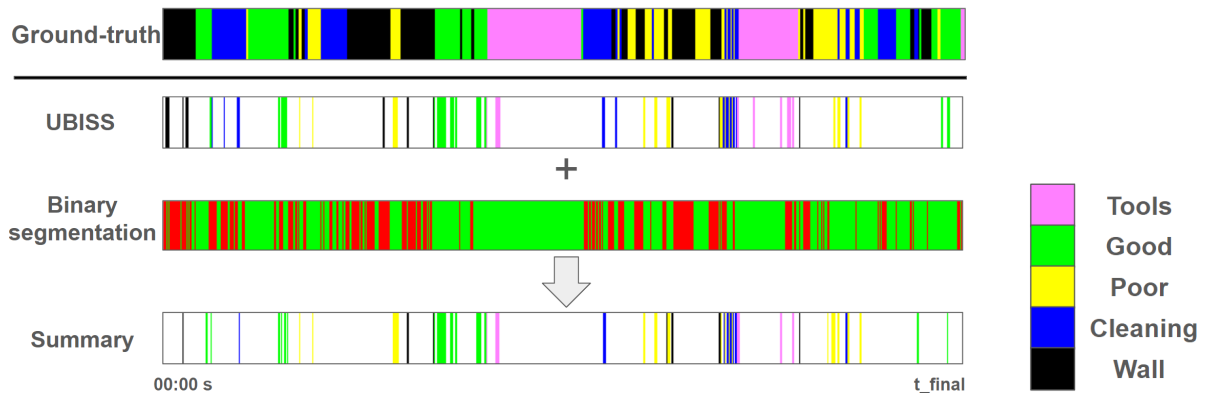 Ground-truth
UBISS
+
Binary
segmentation
Summary
00:00 s
t_final
Tools
Good
Poor
Cleaning
Wall